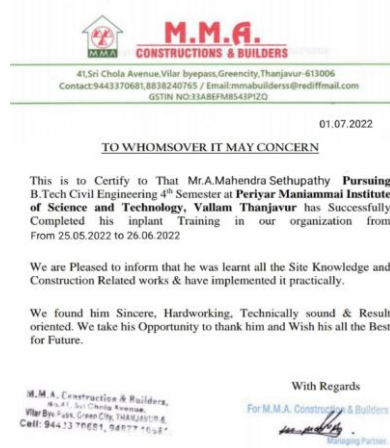 M.M.A.
MMA
CONSTRUCTIONS & BUILDERS
41,Sri Chola Avenue,Vilar byepass,Greencity,Thanjavur-613006
Contact:9443370681,8838240765 / Email:mmabuilderss@rediffmail.com
GSTIN NO:33ABEFM8543P1ZQ
01.07.2022
TO WHOMSOVER IT MAY CONCERN
This is to Certify to That Mr.A.Mahendra Sethupathy Pursuing
B.Tech Civil Engineering 4th Semester at Periyar Maniammai Institute
of Science and Technology, Vallam Thanjavur has Successfully
Completed his inplant Training in our organization from
From 25.05.2022 to 26.06.2022
We are Pleased to inform that he was learnt all the Site Knowledge and
Construction Related works & have implemented it practically.
We found him Sincere, Hardworking, Technically sound & Result
oriented. We take his Opportunity to thank him and Wish his all the Best
for Future.
With Regards
M.M.A. Construction & Builders,
Sri Chola Avenue,
Vilar Bye Pass, Green City, THANJAVUR-6.
Cell: 94433 70681,
For M.M.A. Construction & Builders
Managing Partner